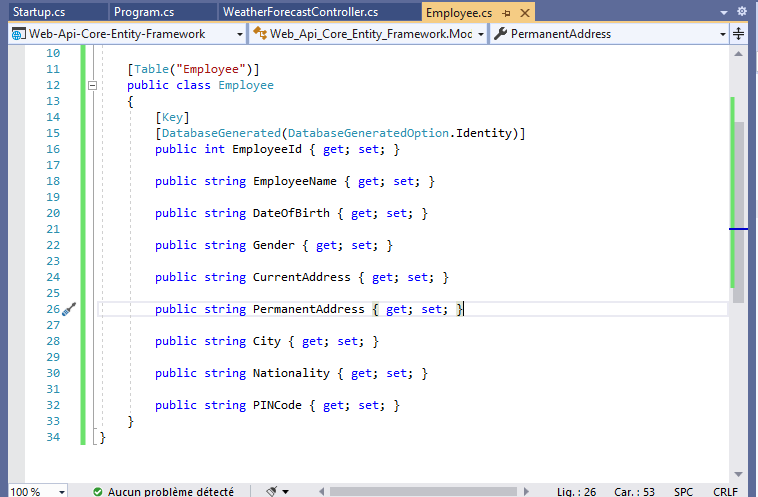 Startup.cs Program.cs WeatherForecastController.cs Employee.cs
Web-Api-Core-Entity-Framework Web_Api_Core_Entity_Framework.Moc PermanentAddress
10
11 [Table("Employee")]
12 public class Employee
13 {
14 [Key]
15 [DatabaseGenerated(DatabaseGeneratedOption.Identity)]
16 public int EmployeeId { get; set; }
17
18 public string EmployeeName { get; set; }
19
20 public string DateOfBirth { get; set; }
21
22 public string Gender { get; set; }
23
24 public string CurrentAddress { get; set; }
25
26 public string PermanentAddress { get; set; }
27
28 public string City { get; set; }
29
30 public string Nationality { get; set; }
31
32 public string PINCode { get; set; }
33 }
34 }
100 % Aucun problème détecté Lig. : 26 Car. : 53 SPC CRLF